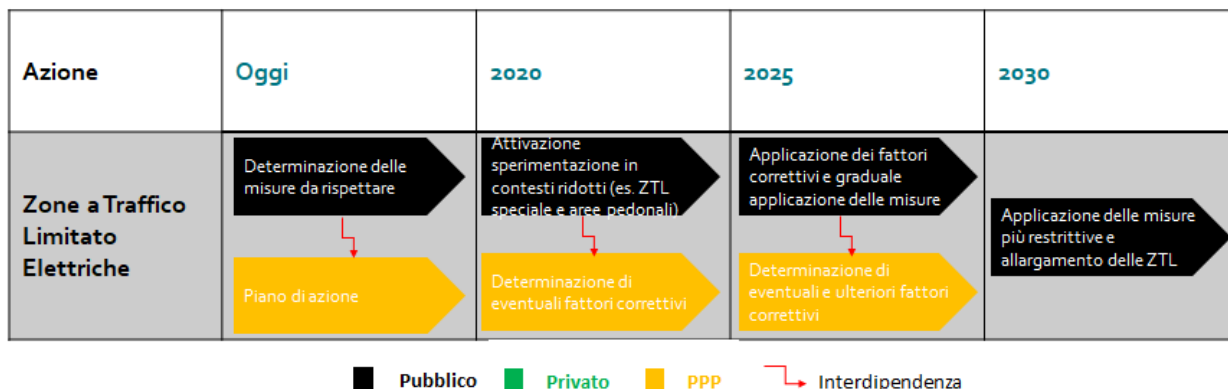 Azione
Oggi
2020
2025
2030
Zone a Traffico
Limitato
Elettriche
Determinazione delle
misure da rispettare
Piano di azione
Attivazione
sperimentazione in
contesti ridotti (es. ZTL
speciale e aree pedonali)
Determinazione di
eventuali fattori correttivi
Applicazione dei fattori
correttivi e graduale
applicazione delle misure
Determinazione di
eventuali e ulteriori fattori
correttivi
Applicazione delle misure
più restrittive e
allargamento delle ZTL
Pubblico
Privato
PPP
Interdipendenza